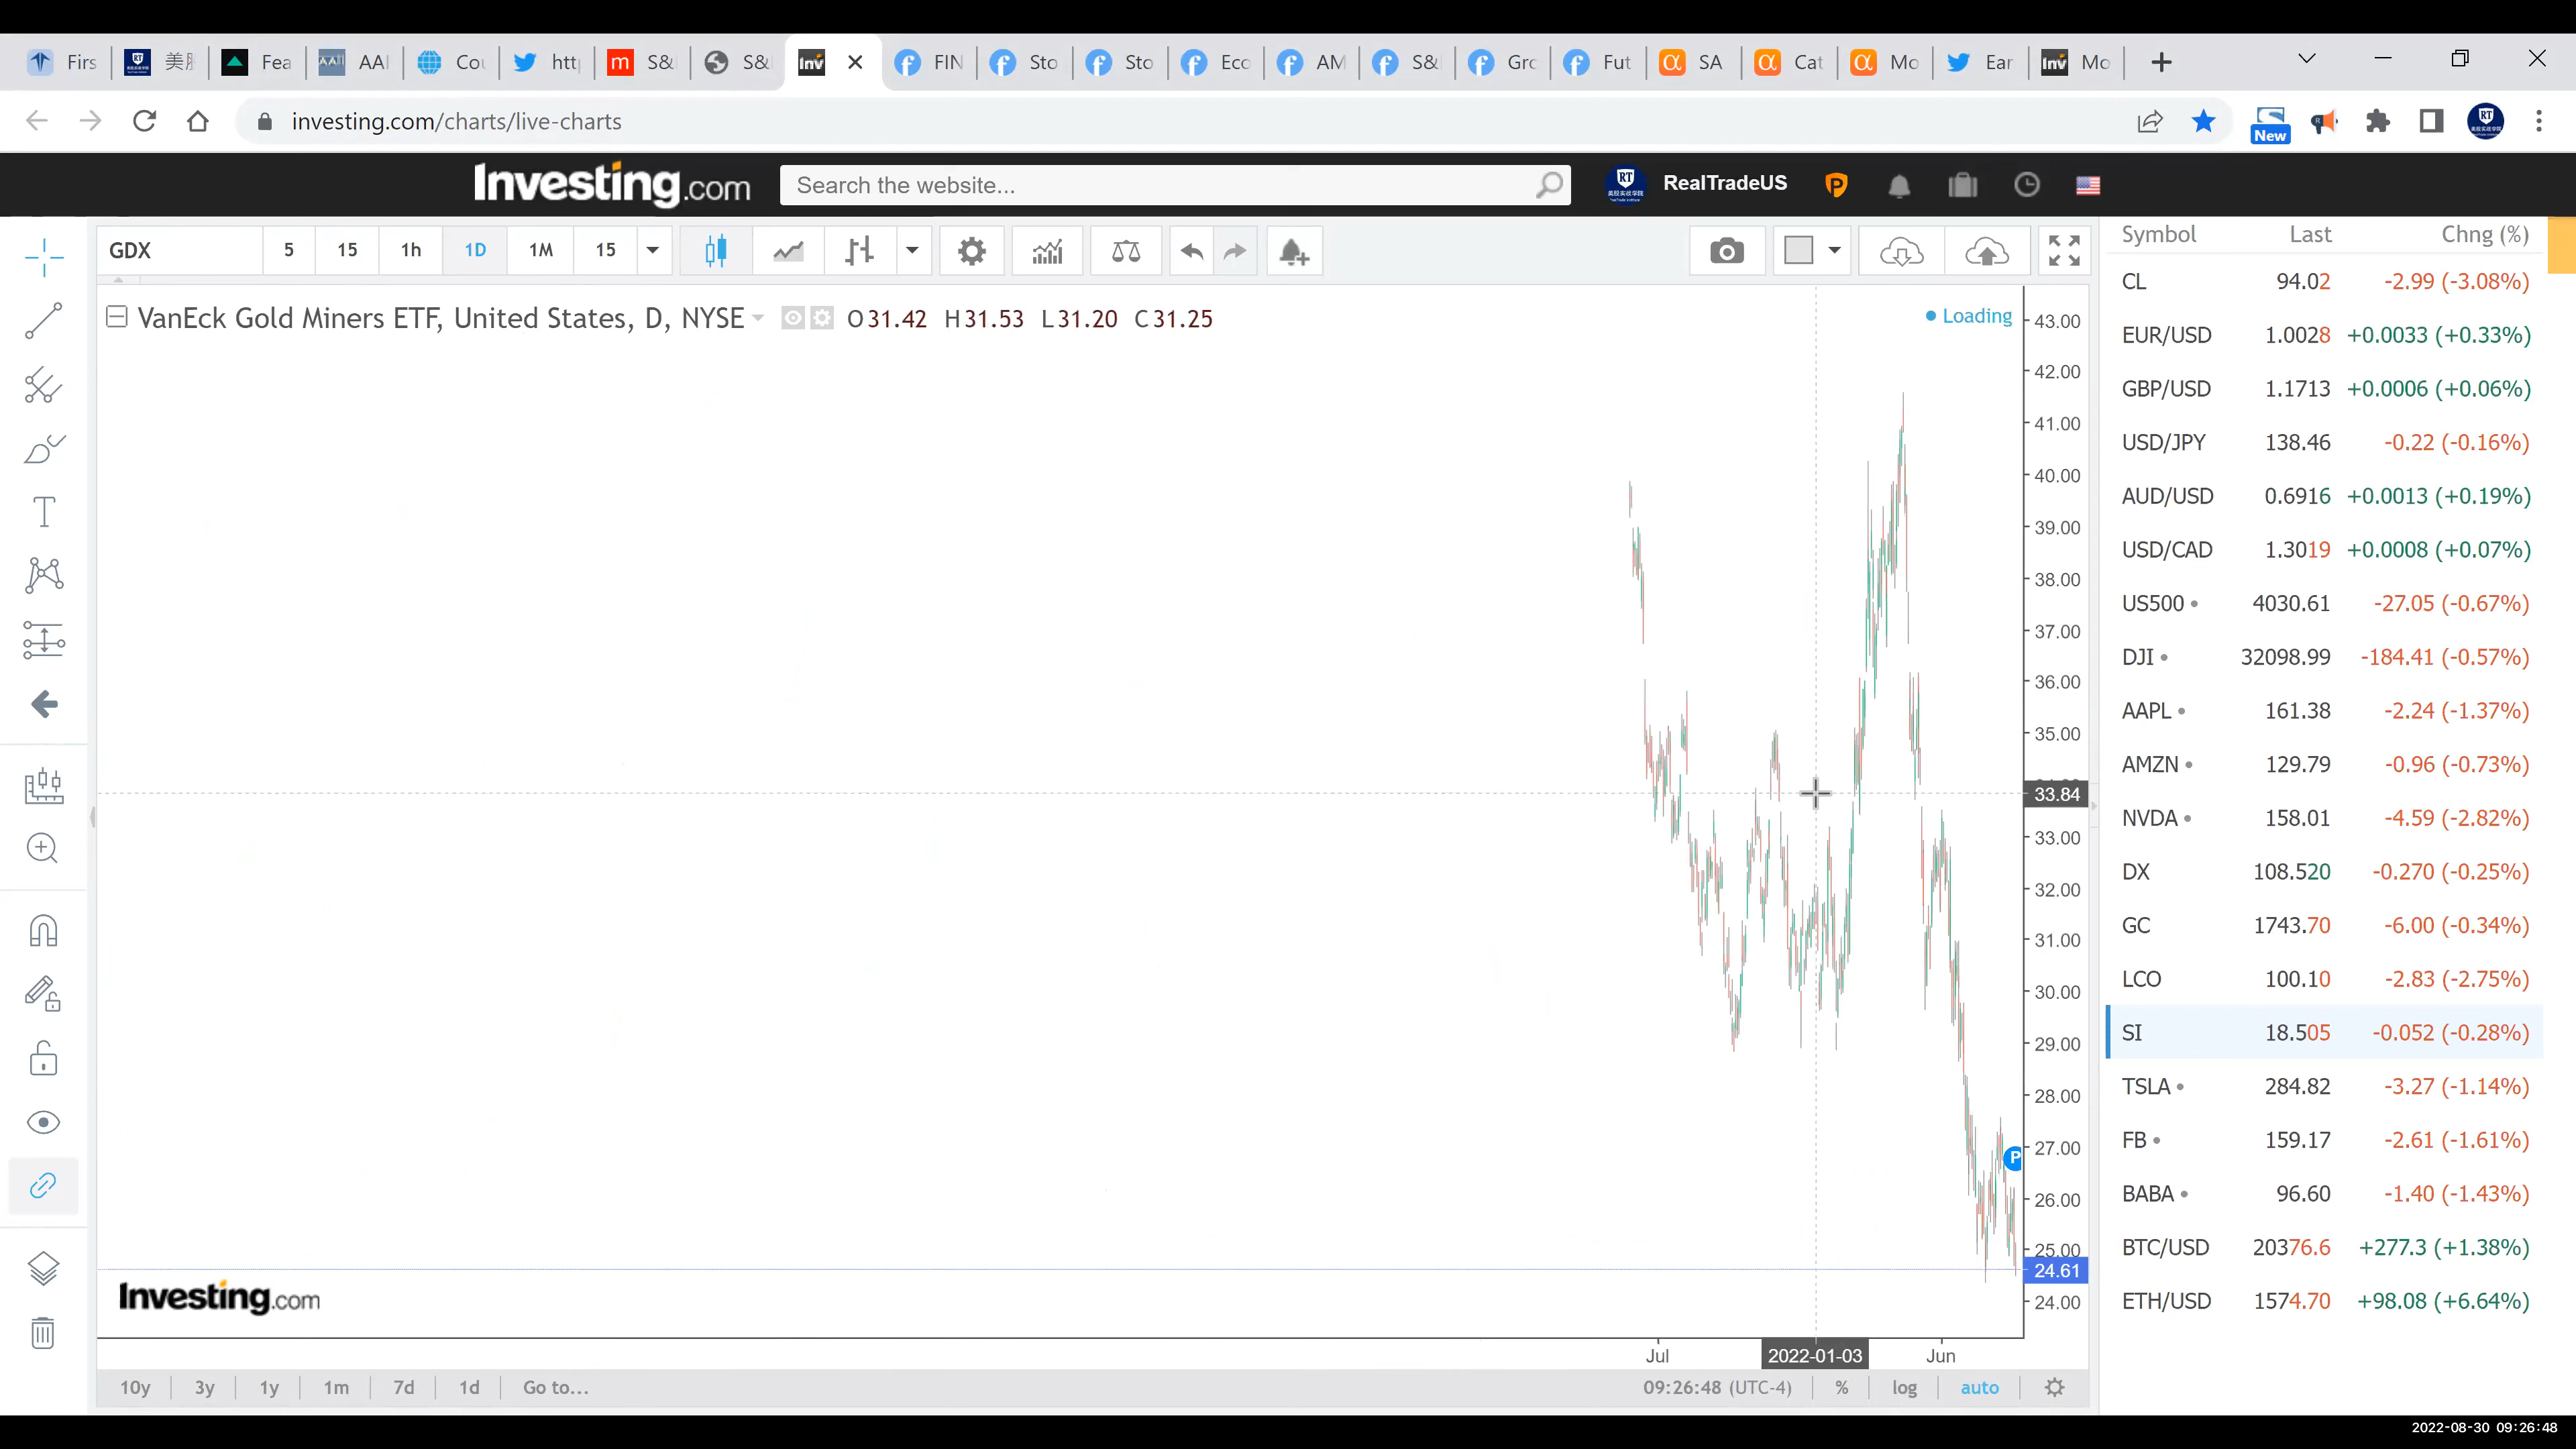 Firs
美股
Fea
AAI
Cou
http
S&
S&
FIN
Sto
Sto
Eco
AM
S&
Gro
Fut
SA
Cat
Mo
Ear
Mo
investing.com/charts/live-charts
New
Investing.com
Search the website...
RealTradeUS
GDX 5 15 1h 1D 1M 15
VanEck Gold Miners ETF, United States, D, NYSE O31.42 H31.53 L31.20 C31.25
Loading
43.00
42.00
41.00
40.00
39.00
38.00
37.00
36.00
35.00
33.84
33.00
32.00
31.00
30.00
29.00
28.00
27.00
P
26.00
25.00
24.61
24.00
Investing.com
Jul 2022-01-03 Jun
10y 3y 1y 1m 7d 1d Go to... 09:26:48 (UTC-4) % log auto
Symbol Last Chng (%)
CL 94.02 -2.99 (-3.08%)
EUR/USD 1.0028 +0.0033 (+0.33%)
GBP/USD 1.1713 +0.0006 (+0.06%)
USD/JPY 138.46 -0.22 (-0.16%)
AUD/USD 0.6916 +0.0013 (+0.19%)
USD/CAD 1.3019 +0.0008 (+0.07%)
US500 4030.61 -27.05 (-0.67%)
DJI 32098.99 -184.41 (-0.57%)
AAPL 161.38 -2.24 (-1.37%)
AMZN 129.79 -0.96 (-0.73%)
NVDA 158.01 -4.59 (-2.82%)
DX 108.520 -0.270 (-0.25%)
GC 1743.70 -6.00 (-0.34%)
LCO 100.10 -2.83 (-2.75%)
SI 18.505 -0.052 (-0.28%)
TSLA 284.82 -3.27 (-1.14%)
FB 159.17 -2.61 (-1.61%)
BABA 96.60 -1.40 (-1.43%)
BTC/USD 20376.6 +277.3 (+1.38%)
ETH/USD 1574.70 +98.08 (+6.64%)
2022-08-30 09:26:48